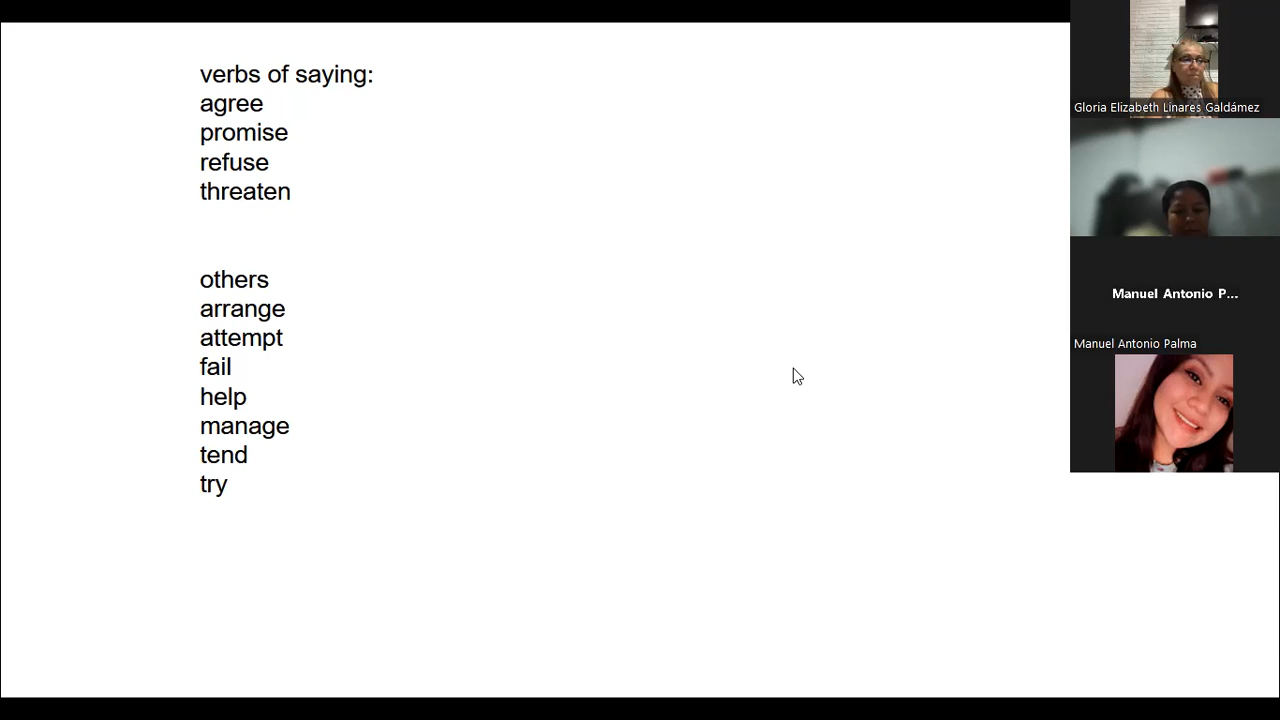 verbs of saying:
agree
promise
refuse
threaten
others
arrange
attempt
fail
help
manage
tend
try
Gloria Elizabeth Linares Galdámez
Manuel Antonio P...
Manuel Antonio Palma